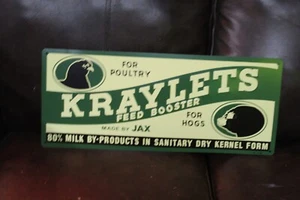 FOR
POULTRY
KRAYLETS
FEED BOOSTER
FOR
HOGS
MADE BY JAX
80% MILK BY-PRODUCTS IN SANITARY DRY KERNEL FORM